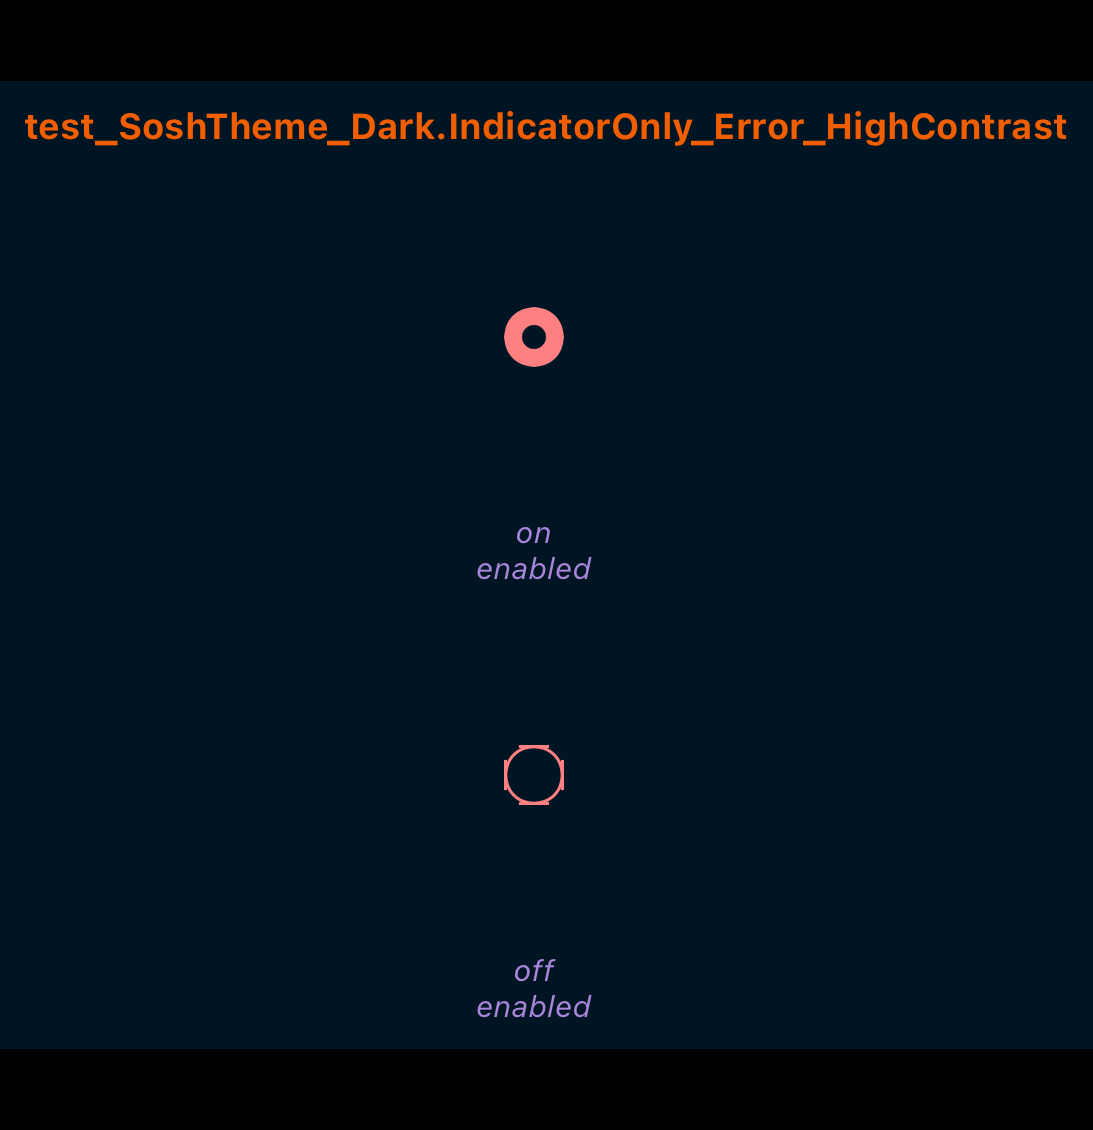 test_SoshTheme_Dark.IndicatorOnly_Error_HighContrast
on
enabled
off
enabled